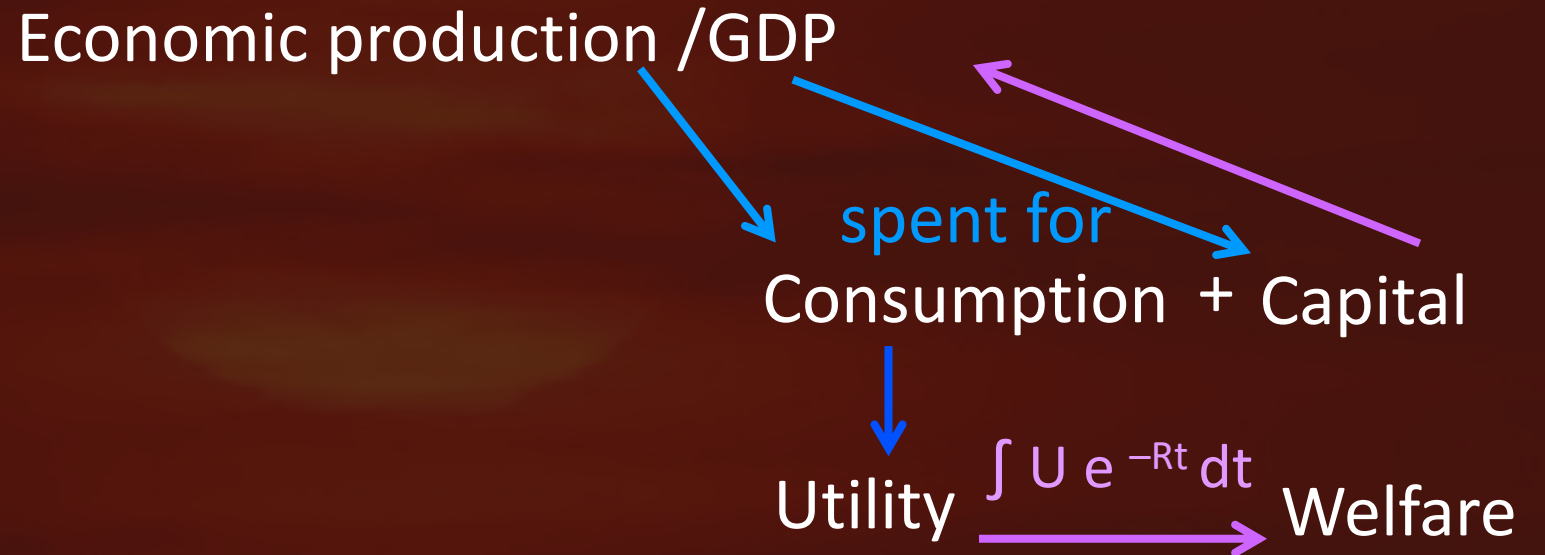 Economic production /GDP
spent for
Consumption + Capital
∫ U e –Rt dt
Utility
Welfare